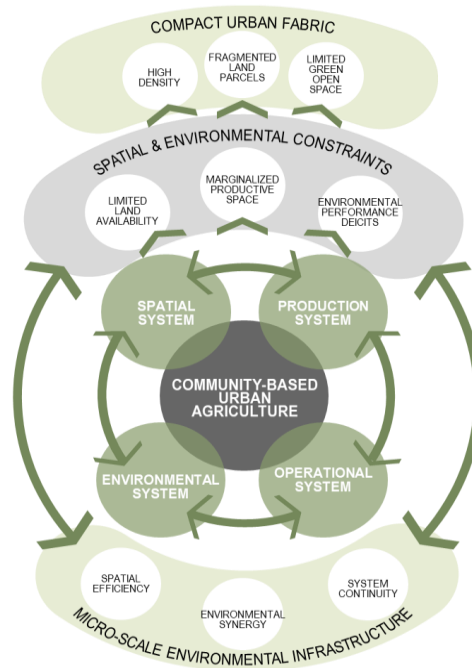 COMPACT URBAN FABRIC
HIGH
DENSITY
FRAGMENTED
LAND
PARCELS
LIMITED
GREEN
OPEN
SPACE
SPATIAL & ENVIRONMENTAL CONSTRAINTS
LIMITED
LAND
AVAILABILITY
MARGINALIZED
PRODUCTIVE
SPACE
ENVIRONMENTAL
PERFORMANCE
DEICITS
SPATIAL
SYSTEM
PRODUCTION
SYSTEM
COMMUNITY-BASED
URBAN
AGRICULTURE
ENVIRONMENTAL
SYSTEM
OPERATIONAL
SYSTEM
SPATIAL
EFFICIENCY
ENVIRONMENTAL
SYNERGY
SYSTEM
CONTINUITY
MICRO-SCALE ENVIRONMENTAL INFRASTRUCTURE